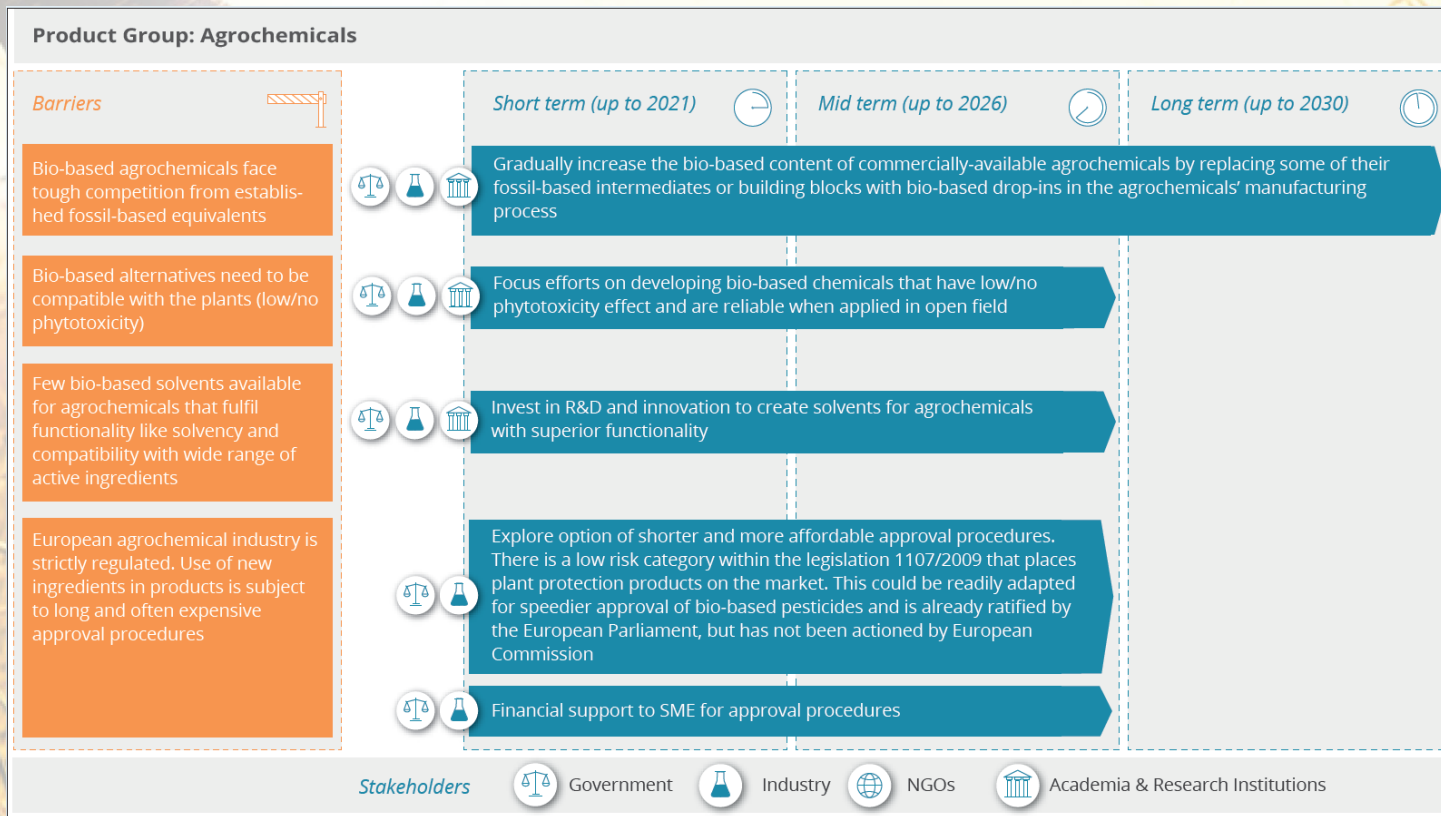 Product Group: Agrochemicals
Barriers
Short term (up to 2021)
Mid term (up to 2026)
Long term (up to 2030)
Bio-based agrochemicals face
tough competition from establis-
hed fossil-based equivalents
Gradually increase the bio-based content of commercially-available agrochemicals by replacing some of their
fossil-based intermediates or building blocks with bio-based drop-ins in the agrochemicals’ manufacturing
process
Bio-based alternatives need to be
compatible with the plants (low/no
phytotoxicity)
Focus efforts on developing bio-based chemicals that have low/no
phytotoxicity effect and are reliable when applied in open field
Few bio-based solvents available
for agrochemicals that fulfil
functionality like solvency and
compatibility with wide range of
active ingredients
Invest in R&D and innovation to create solvents for agrochemicals
with superior functionality
European agrochemical industry is
strictly regulated. Use of new
ingredients in products is subject
to long and often expensive
approval procedures
Explore option of shorter and more affordable approval procedures.
There is a low risk category within the legislation 1107/2009 that places
plant protection products on the market. This could be readily adapted
for speedier approval of bio-based pesticides and is already ratified by
the European Parliament, but has not been actioned by European
Commission
Financial support to SME for approval procedures
Stakeholders
Government
Industry
NGOs
Academia & Research Institutions